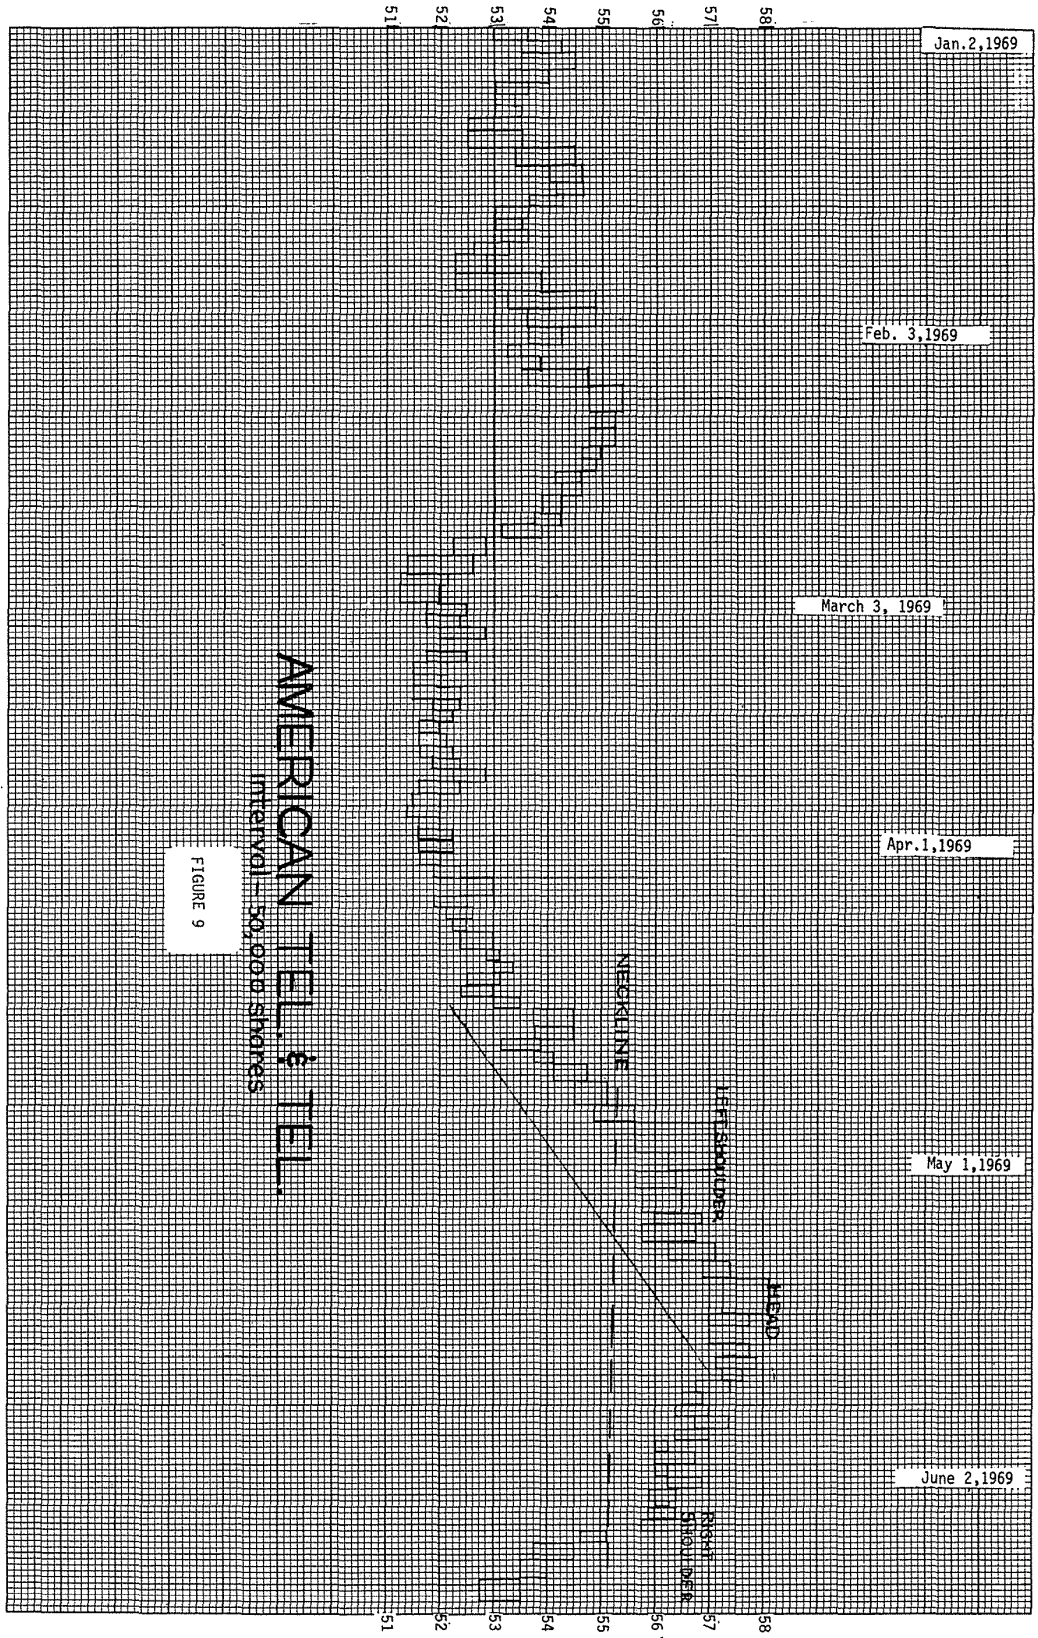 51
52
53
54
55
56
57
58
Jan.2,1969
Feb. 3,1969
March 3, 1969
Apr.1,1969
May 1,1969
June 2,1969
NECKLINE
LEFT SHOULDER
HEAD
RIGHT
SHOULDER
AMERICAN TEL. & TEL.
Interval-50,000 Shares
FIGURE 9
51
52
53
54
55
56
57
58